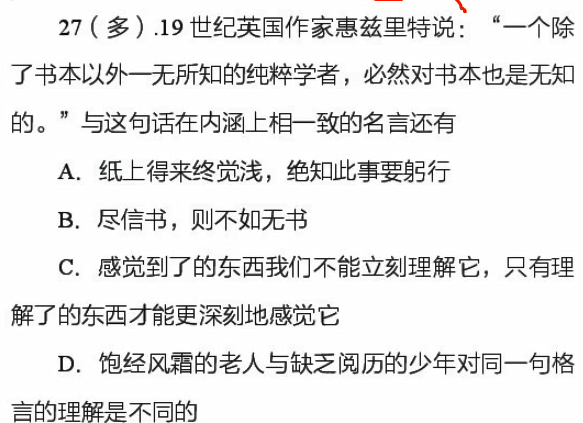 27（多）.19 世纪英国作家惠兹里特说：“一个除
了书本以外一无所知的纯粹学者，必然对书本也是无知
的。”与这句话在内涵上相一致的名言还有
A．纸上得来终觉浅，绝知此事要躬行
B．尽信书，则不如无书
C．感觉到了的东西我们不能立刻理解它，只有理
解了的东西才能更深刻地感觉它
D．饱经风霜的老人与缺乏阅历的少年对同一句格
言的理解是不同的